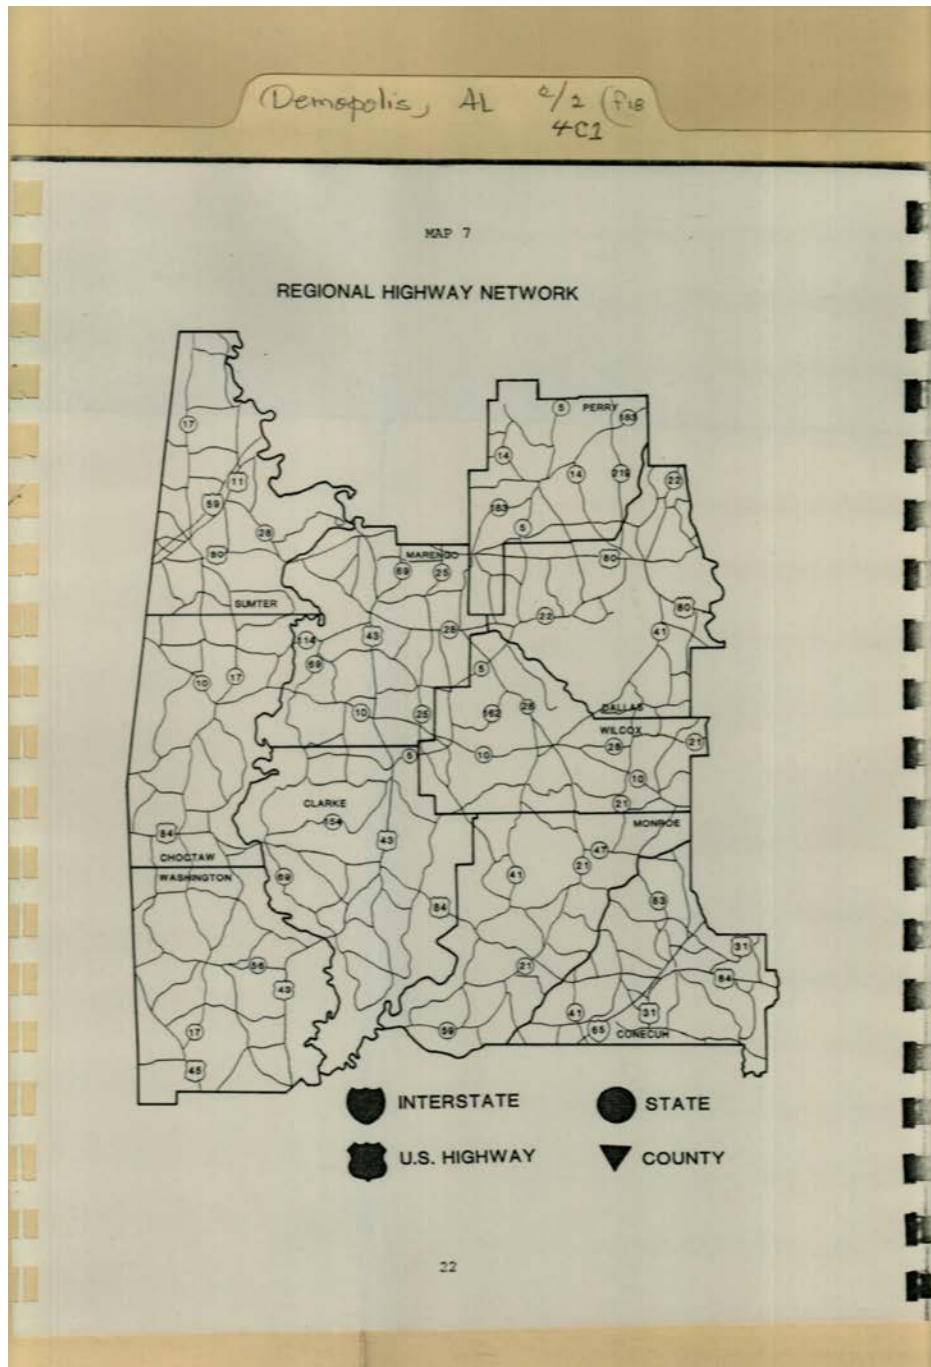 Demopolis, AL 2/2 (f18
4C1
MAP 7
REGIONAL HIGHWAY NETWORK
5 PERRY 183
17
14 14 219 22
11
59 183
28 5
80 MARENGO 80
69 25
SUMTER 22 80
114 43 28 41
69 5
10 17
10 25 162 28 DALLAS
WILCOX
5 10 28 21
10
CLARKE 21
154 MONROE
84 43
47
CHOCTAW 21
WASHINGTON 69 41
84 83
31
56 21 84
43
41 31
17 59 65 CONECUH
45
INTERSTATE STATE
U.S. HIGHWAY COUNTY
22